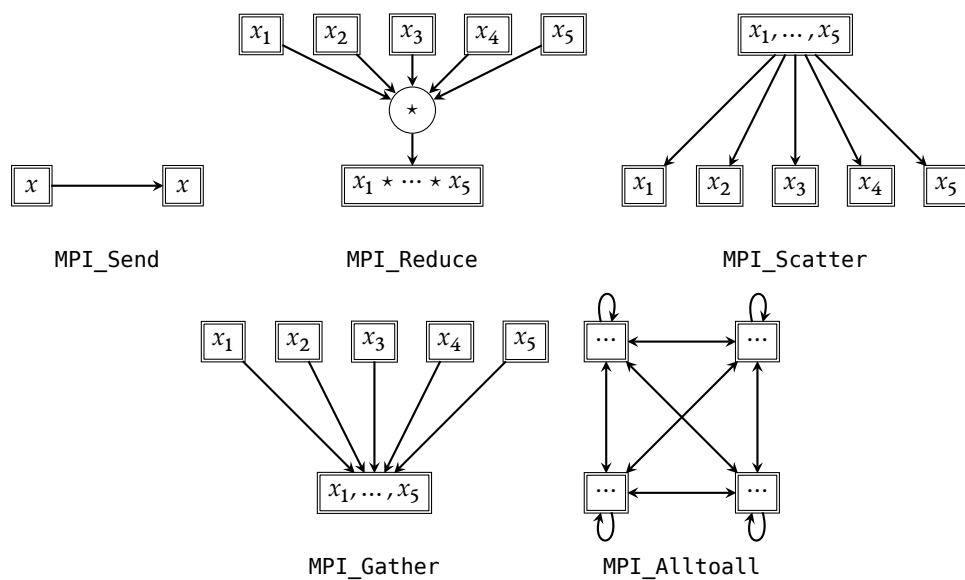 x₁ x₂ x₃ x₄ x₅
⋆
x₁ ⋆ ⋯ ⋆ x₅
x₁, …, x₅
x₁ x₂ x₃ x₄ x₅
x x
MPI_Send
MPI_Reduce
MPI_Scatter
x₁ x₂ x₃ x₄ x₅
x₁, …, x₅
MPI_Gather
⋯ ⋯
⋯ ⋯
MPI_Alltoall